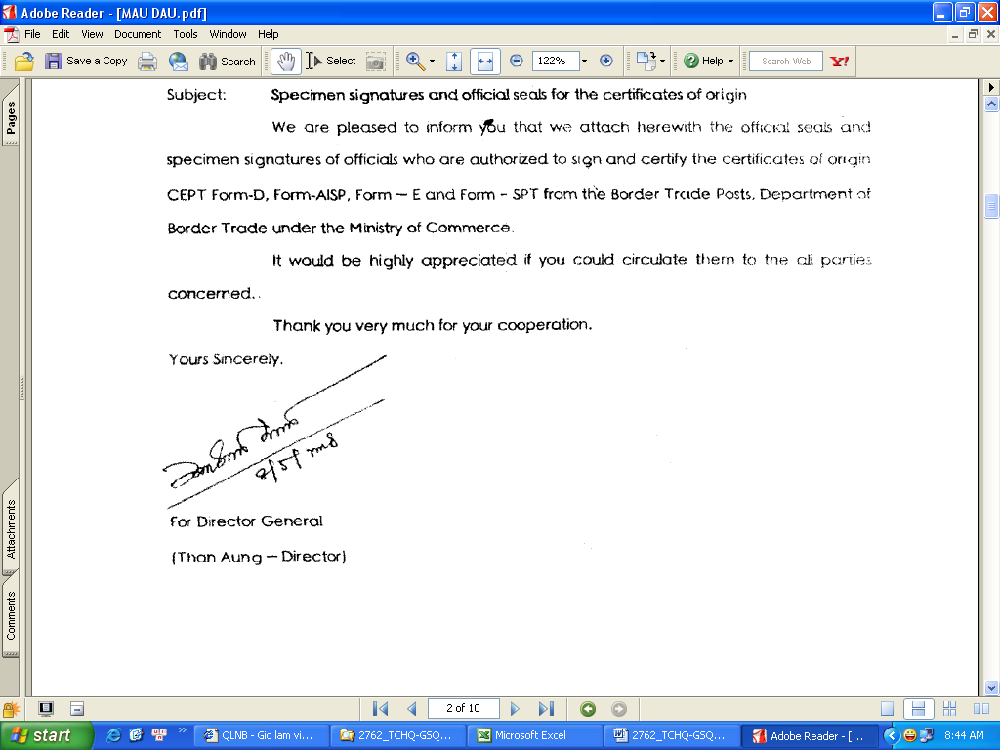 Adobe Reader - [MAU DAU.pdf]
File Edit View Document Tools Window Help
Save a Copy Search Select 122% Help Search Web Y!
Pages
Attachments
Comments
Subject: Specimen signatures and official seals for the certificates of origin
We are pleased to inform you that we attach herewith the official seals and
specimen signatures of officials who are authorized to sign and certify the certificates of origin
CEPT Form-D, Form-AISP, Form – E and Form - SPT from the Border Trade Posts, Department of
Border Trade under the Ministry of Commerce.
It would be highly appreciated if you could circulate them to the all parties
concerned..
Thank you very much for your cooperation.
Yours Sincerely.
For Director General
(Than Aung – Director)
2 of 10
start QLNB - Gio lam vi... 2762_TCHQ-GSQ... Microsoft Excel 2762_TCHQ-GSQ... Adobe Reader - [... 8:44 AM